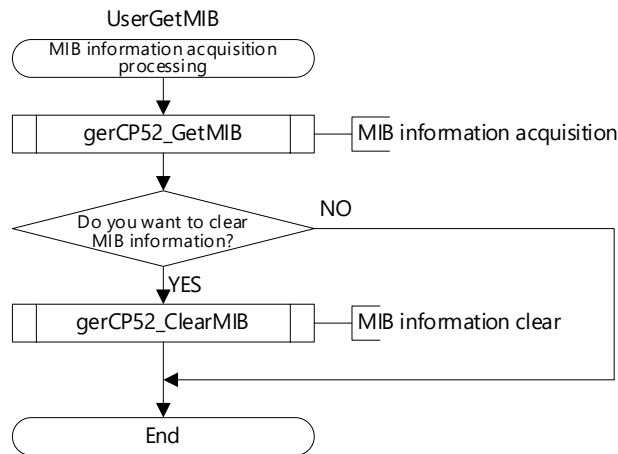 UserGetMIB
MIB information acquisition
processing
gerCP52_GetMIB
MIB information acquisition
Do you want to clear
MIB information?
NO
YES
gerCP52_ClearMIB
MIB information clear
End